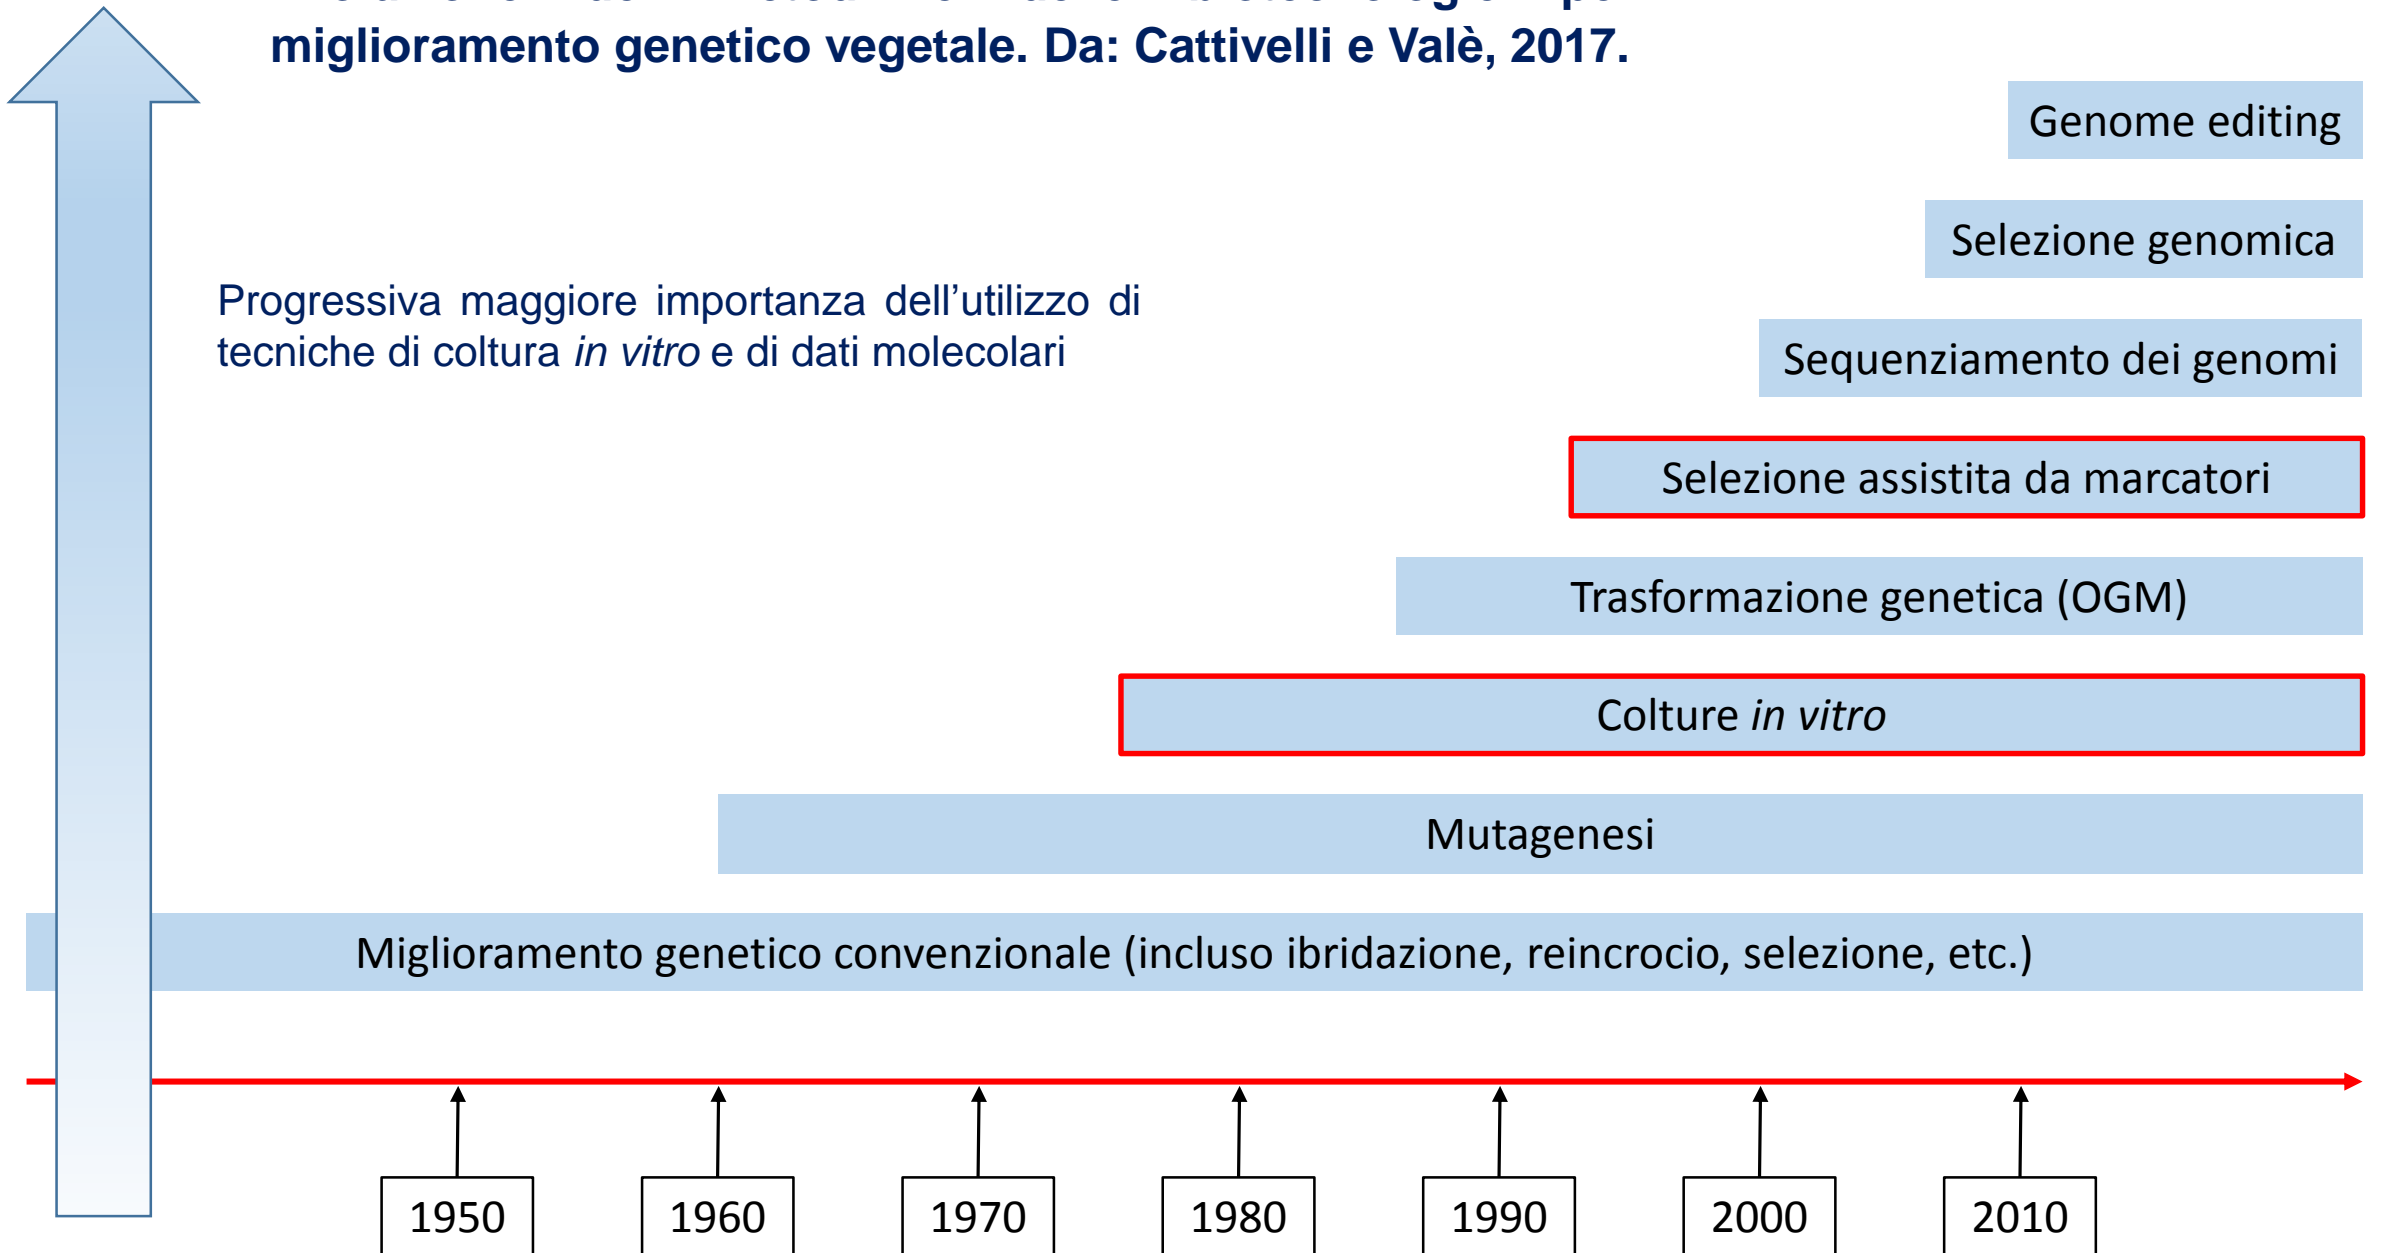 miglioramento genetico vegetale. Da: Cattivelli e Valè, 2017.
Genome editing
Selezione genomica
Progressiva maggiore importanza dell’utilizzo di
tecniche di coltura in vitro e di dati molecolari
Sequenziamento dei genomi
Selezione assistita da marcatori
Trasformazione genetica (OGM)
Colture in vitro
Mutagenesi
Miglioramento genetico convenzionale (incluso ibridazione, reincrocio, selezione, etc.)
1950 1960 1970 1980 1990 2000 2010